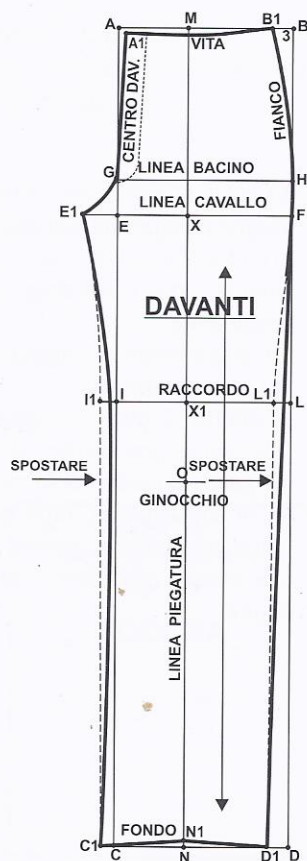 A M B1 B
A1 VITA 3
CENTRO DAV.
FIANCO
G LINEA BACINO H
LINEA CAVALLO
E1 E X F
DAVANTI
I1 I RACCORDO L1 L
X1
SPOSTARE O SPOSTARE
GINOCCHIO
LINEA PIEGATURA
FONDO N1
C1 C N D1 D